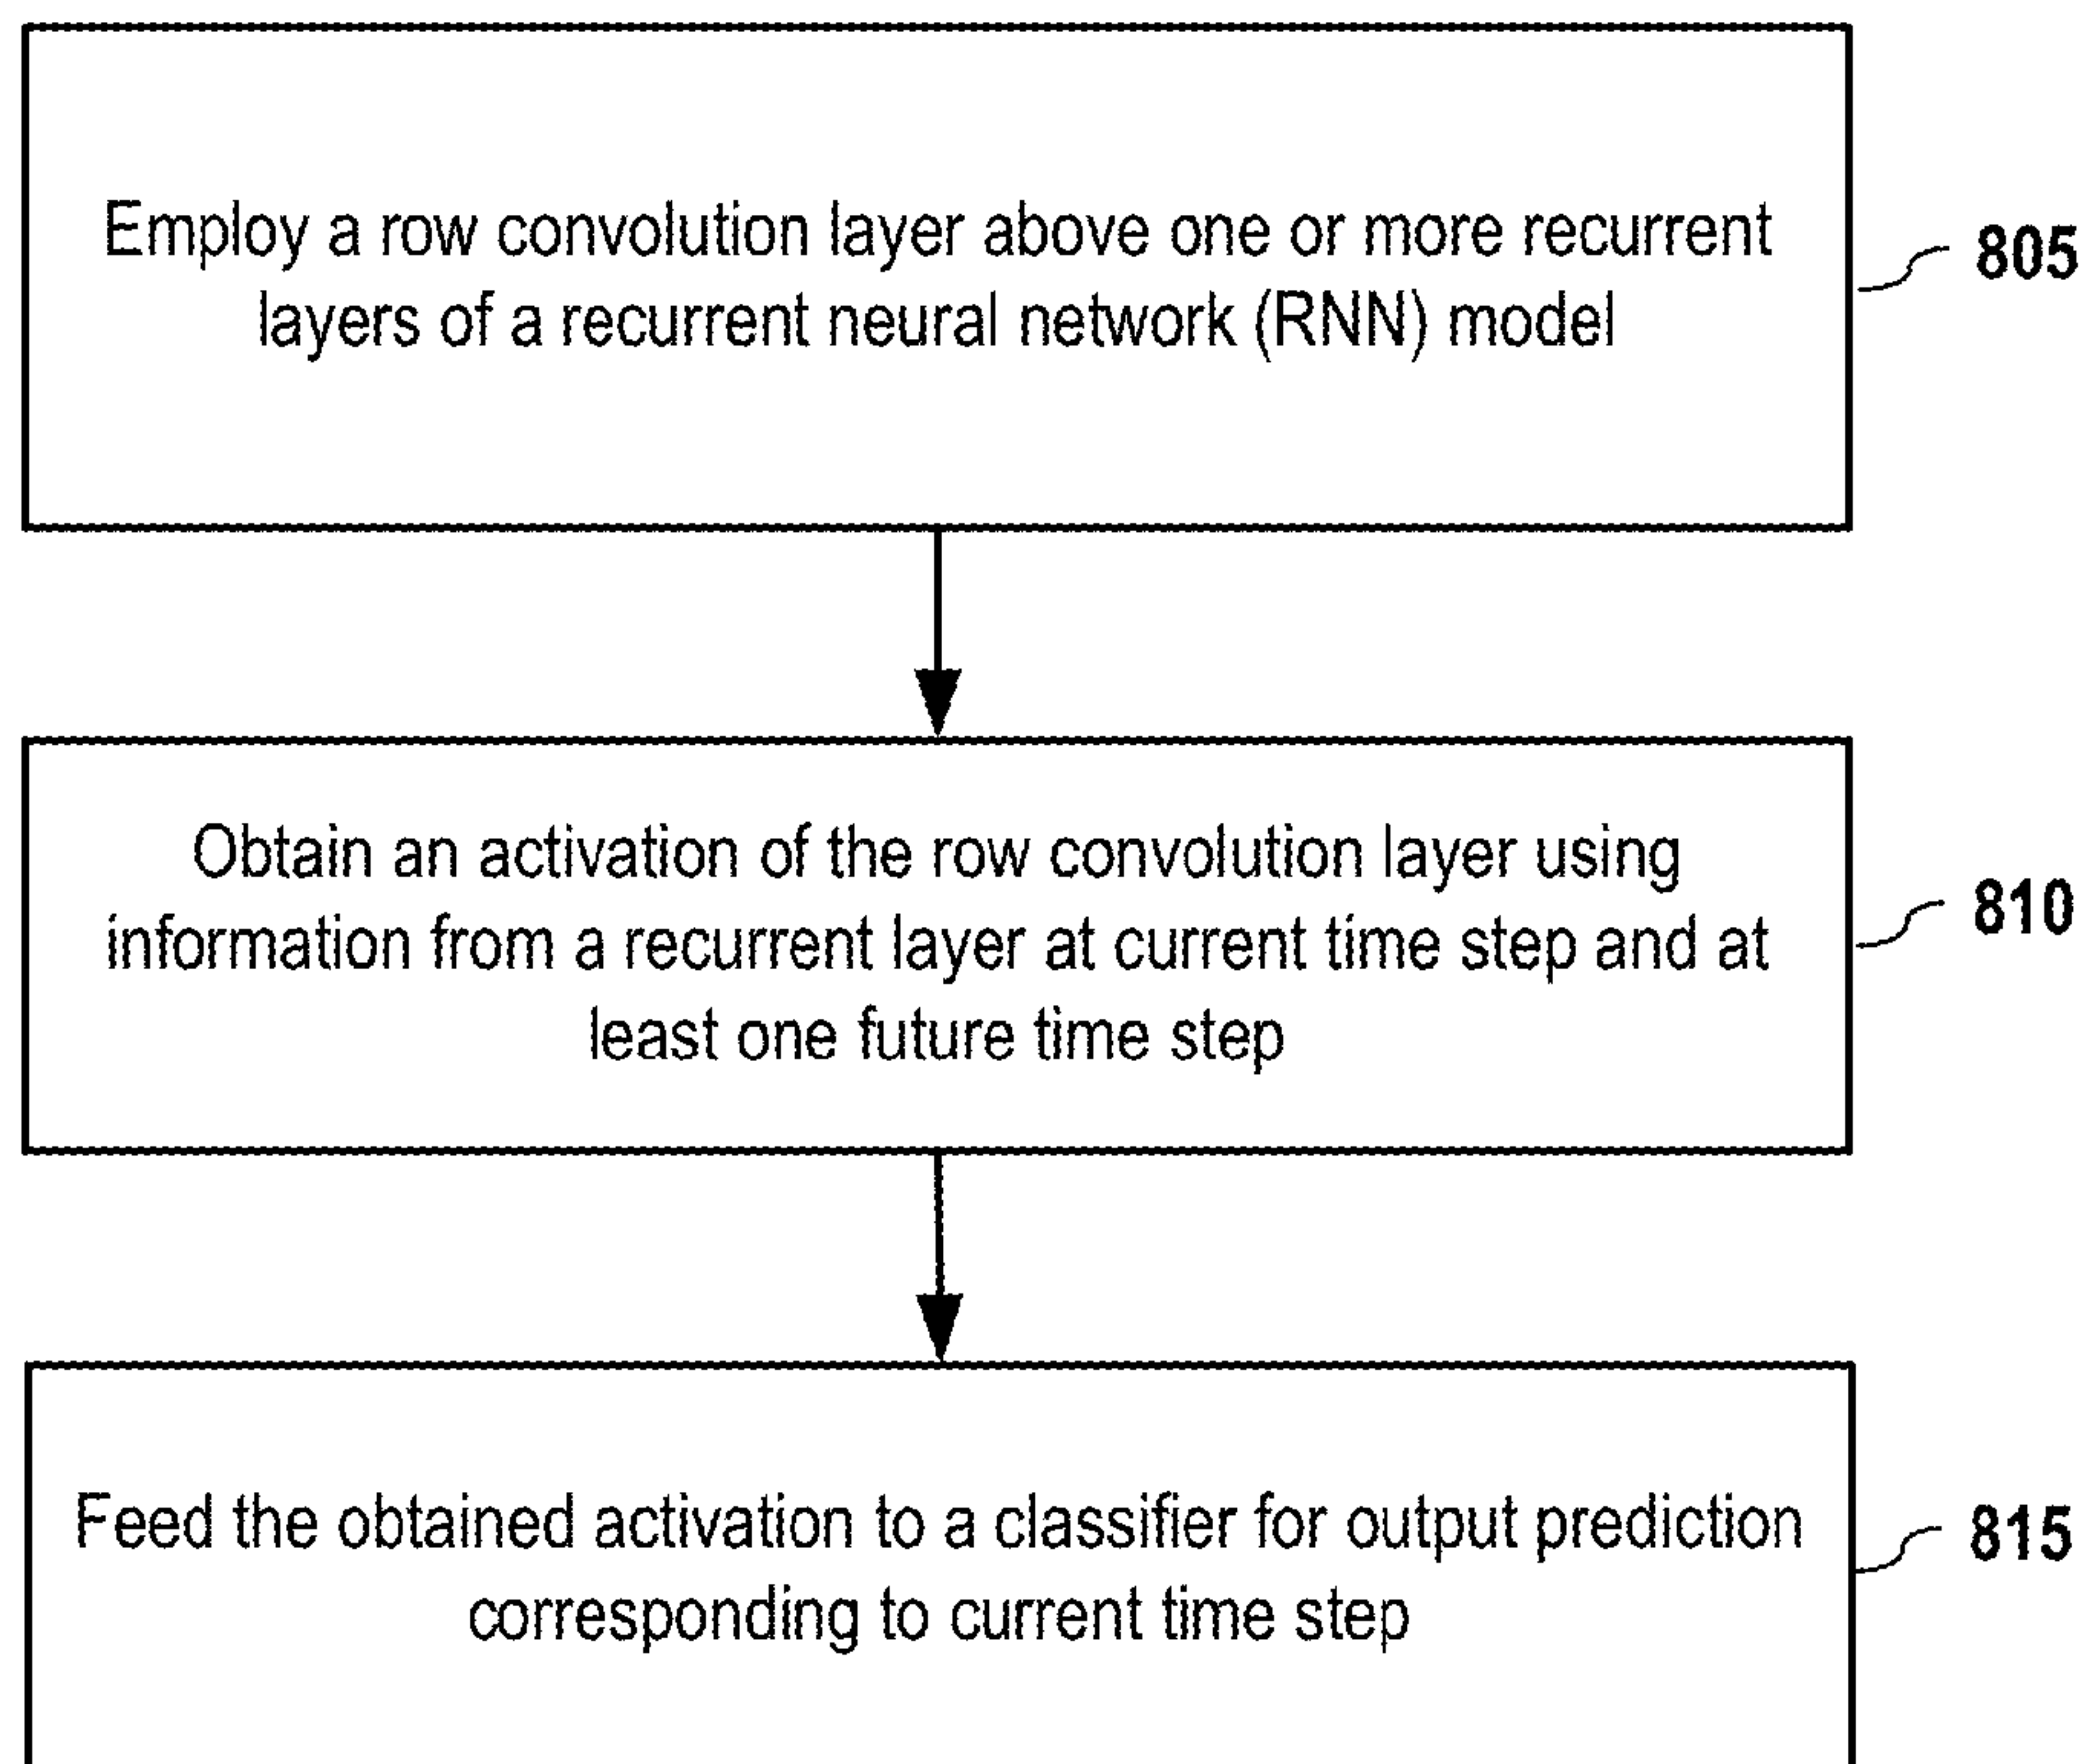 Employ a row convolution layer above one or more recurrent
layers of a recurrent neural network (RNN) model
805
Obtain an activation of the row convolution layer using
information from a recurrent layer at current time step and at
least one future time step
810
Feed the obtained activation to a classifier for output prediction
corresponding to current time step
815